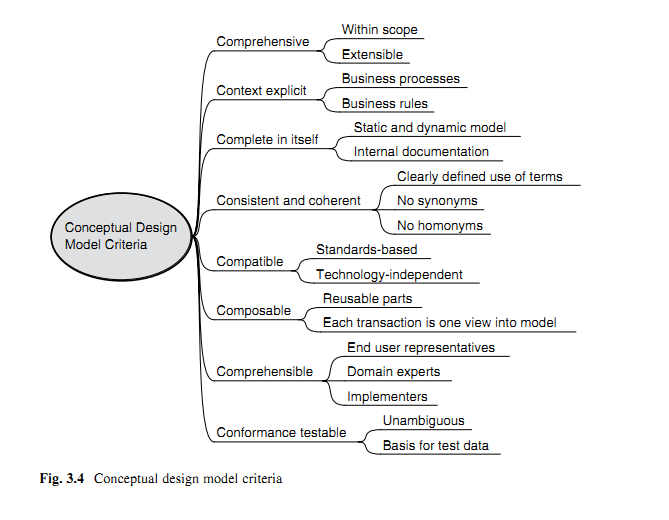 Conceptual Design
Model Criteria
Comprehensive
Within scope
Extensible
Context explicit
Business processes
Business rules
Complete in itself
Static and dynamic model
Internal documentation
Consistent and coherent
Clearly defined use of terms
No synonyms
No homonyms
Compatible
Standards-based
Technology-independent
Composable
Reusable parts
Each transaction is one view into model
Comprehensible
End user representatives
Domain experts
Implementers
Conformance testable
Unambiguous
Basis for test data
Fig. 3.4 Conceptual design model criteria